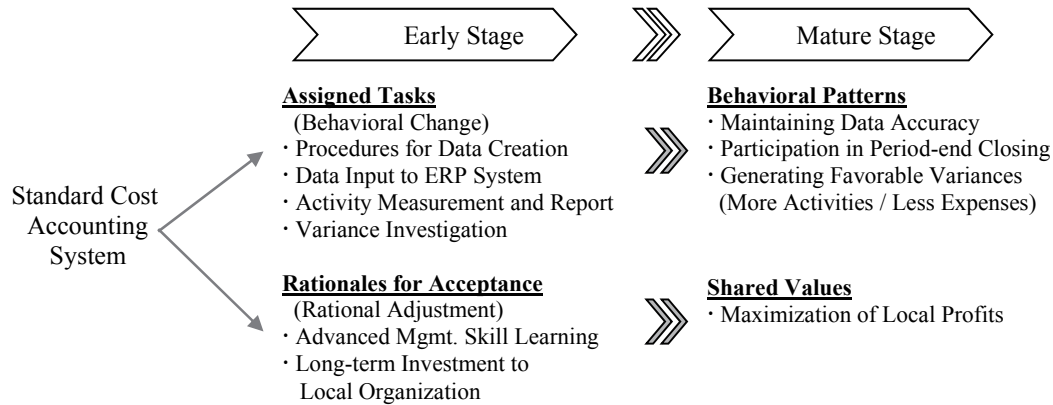 Early Stage
Mature Stage
Standard Cost
Accounting
System
Assigned Tasks
(Behavioral Change)
· Procedures for Data Creation
· Data Input to ERP System
· Activity Measurement and Report
· Variance Investigation
Behavioral Patterns
· Maintaining Data Accuracy
· Participation in Period-end Closing
· Generating Favorable Variances
(More Activities / Less Expenses)
Rationales for Acceptance
(Rational Adjustment)
· Advanced Mgmt. Skill Learning
· Long-term Investment to
Local Organization
Shared Values
· Maximization of Local Profits